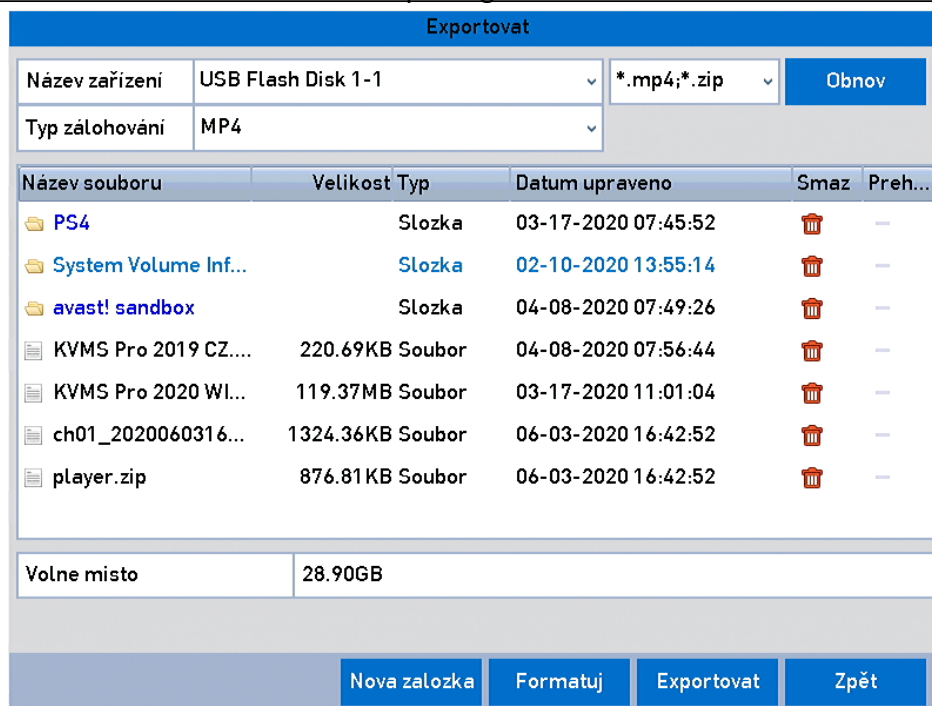 Exportovat
Název zařízení USB Flash Disk 1-1 *.mp4;*.zip Obnov
Typ zálohování MP4
Název souboru Velikost Typ Datum upraveno Smaz Preh...
PS4 Slozka 03-17-2020 07:45:52 —
System Volume Inf... Slozka 02-10-2020 13:55:14 —
avast! sandbox Slozka 04-08-2020 07:49:26 —
KVMS Pro 2019 CZ.... 220.69KB Soubor 04-08-2020 07:56:44 —
KVMS Pro 2020 WI... 119.37MB Soubor 03-17-2020 11:01:04 —
ch01_2020060316... 1324.36KB Soubor 06-03-2020 16:42:52 —
player.zip 876.81KB Soubor 06-03-2020 16:42:52 —
Volne misto 28.90GB
Nova zalozka Formatuj Exportovat Zpět